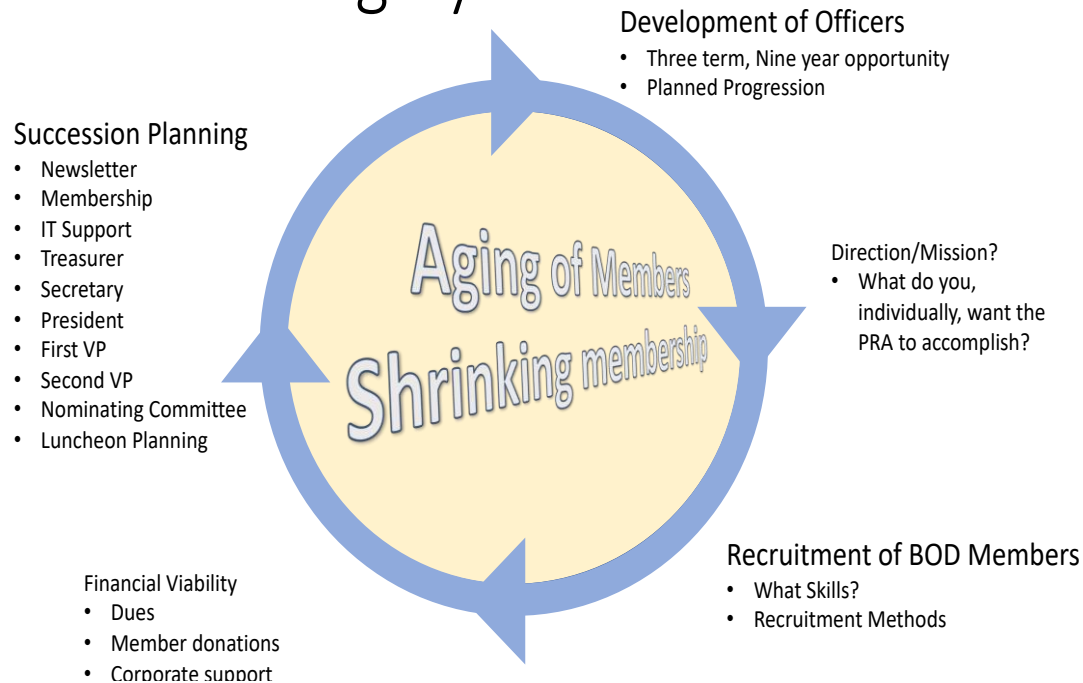 Development of Officers
• Three term, Nine year opportunity
• Planned Progression
Succession Planning
• Newsletter
• Membership
• IT Support
• Treasurer
• Secretary
• President
• First VP
• Second VP
• Nominating Committee
• Luncheon Planning
Aging of Members
Shrinking membership
Direction/Mission?
• What do you,
individually, want the
PRA to accomplish?
Recruitment of BOD Members
• What Skills?
• Recruitment Methods
Financial Viability
• Dues
• Member donations
• Corporate support